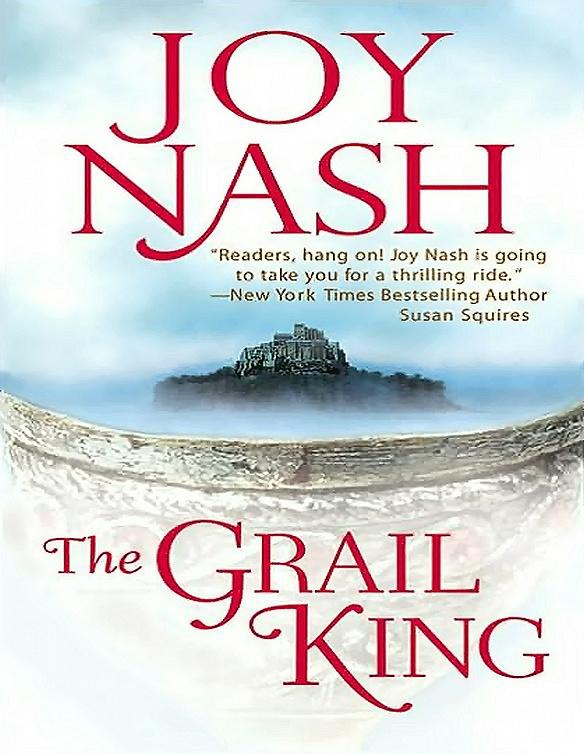 JOY
NASH
"Readers, hang on! Joy Nash is going
to take you for a thrilling ride."
—New York Times Bestselling Author
Susan Squires
The GRAIL
KING